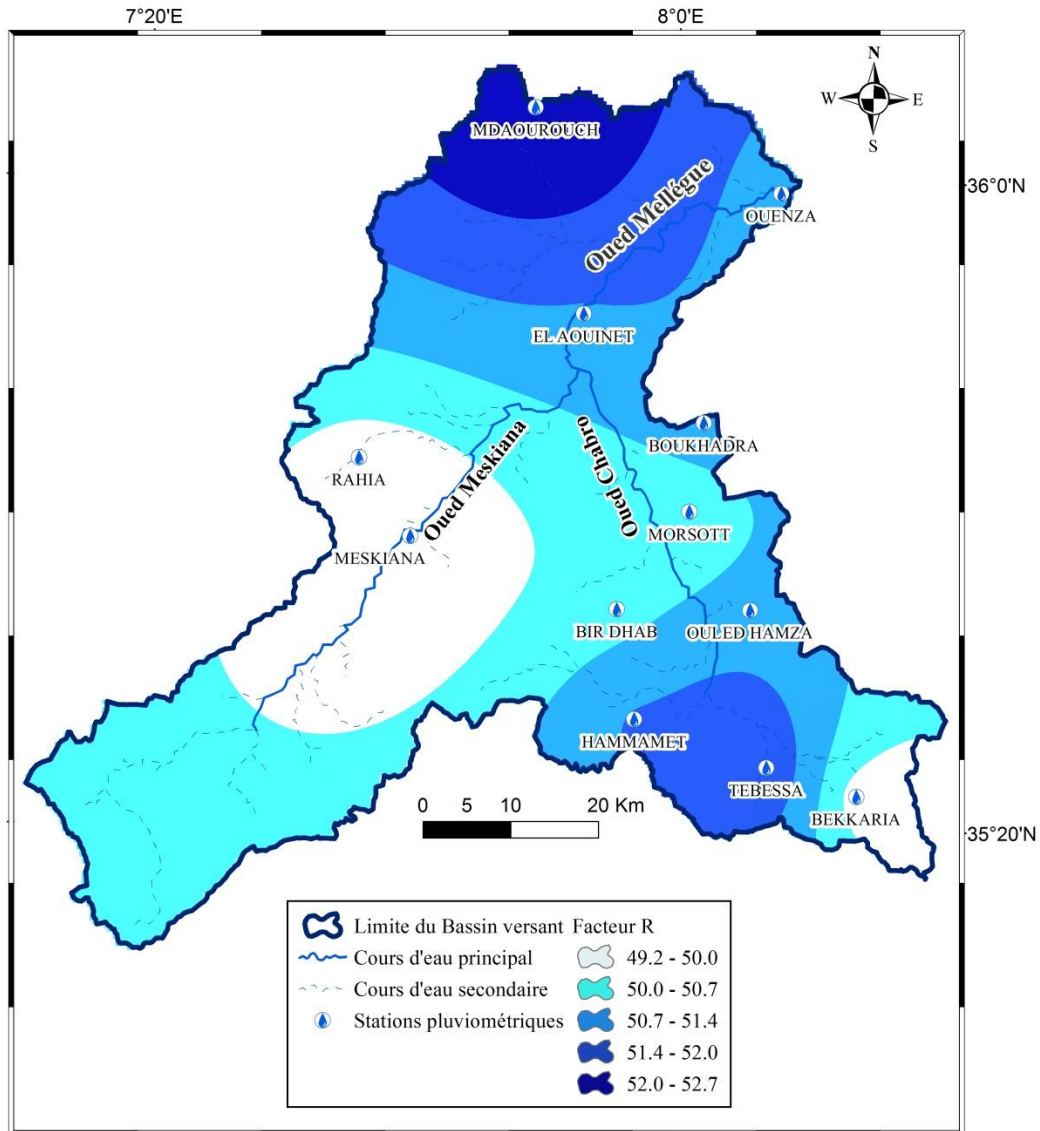 7°20'E
8°0'E
N
W
E
S
MDAOUROUCH
36°0'N
OUENZA
Oued Mellégue
EL AOUINET
BOUKHADRA
RAHIA
Oued Meskiana
Oued Chabro
MORSOTT
MESKIANA
BIR DHAB
OULED HAMZA
HAMMAMET
TEBESSA
BEKKARIA
0 5 10 20 Km
35°20'N
Limite du Bassin versant
Cours d'eau principal
Cours d'eau secondaire
Stations pluviométriques
Facteur R
49.2 - 50.0
50.0 - 50.7
50.7 - 51.4
51.4 - 52.0
52.0 - 52.7